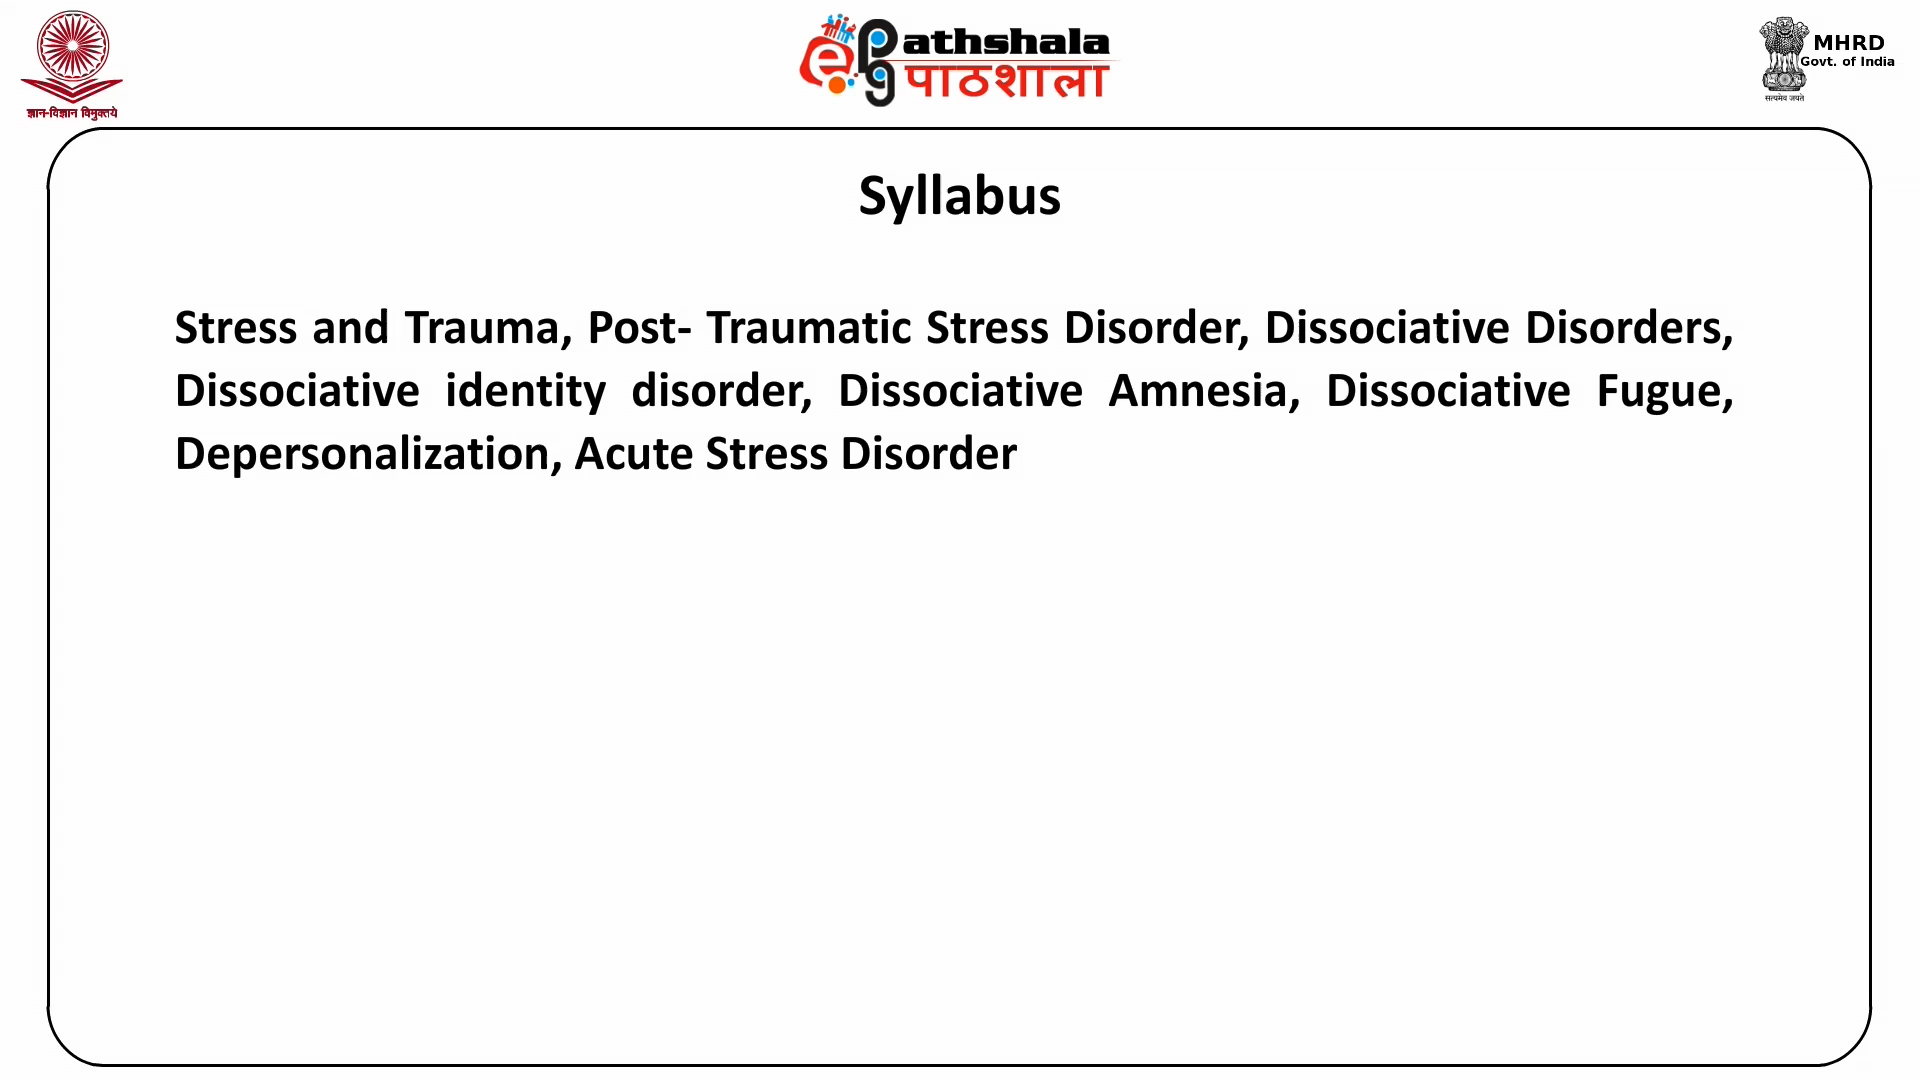 ज्ञान-विज्ञान विमुक्तये
e
pg
athshala
पाठशाला
MHRD
Govt. of India
सत्यमेव जयते
Syllabus
Stress and Trauma, Post- Traumatic Stress Disorder, Dissociative Disorders,
Dissociative identity disorder, Dissociative Amnesia, Dissociative Fugue,
Depersonalization, Acute Stress Disorder